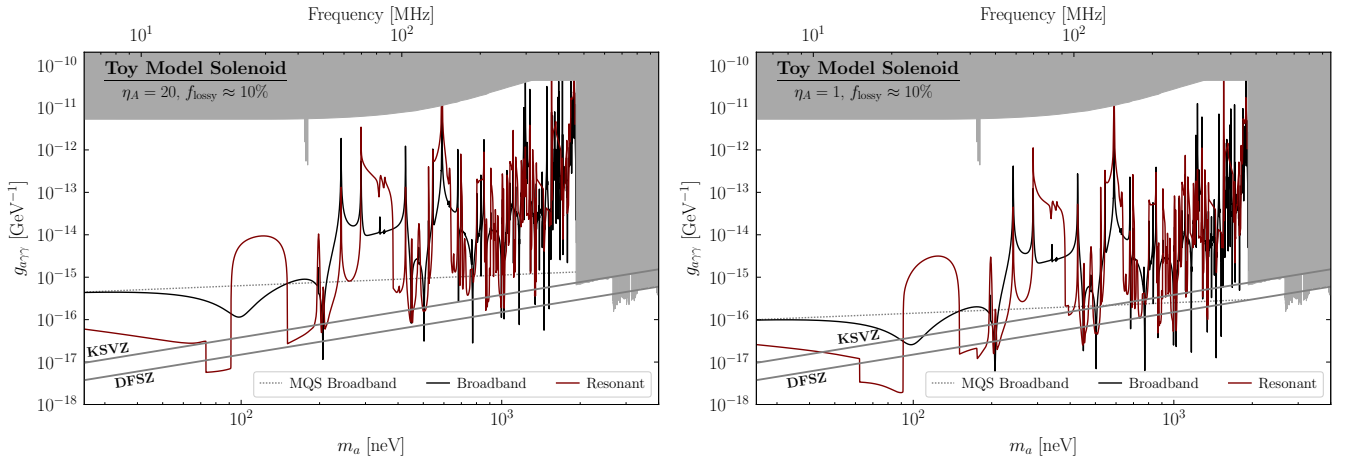 Frequency [MHz]
10^1 10^2
Toy Model Solenoid
η_A = 20, f_lossy ≈ 10%
g_aγγ [GeV^−1]
10^−10
10^−11
10^−12
10^−13
10^−14
10^−15
10^−16
10^−17
10^−18
KSVZ
DFSZ
MQS Broadband Broadband Resonant
10^2 10^3
m_a [neV]
Frequency [MHz]
10^1 10^2
Toy Model Solenoid
η_A = 1, f_lossy ≈ 10%
g_aγγ [GeV^−1]
10^−10
10^−11
10^−12
10^−13
10^−14
10^−15
10^−16
10^−17
10^−18
KSVZ
DFSZ
MQS Broadband Broadband Resonant
10^2 10^3
m_a [neV]